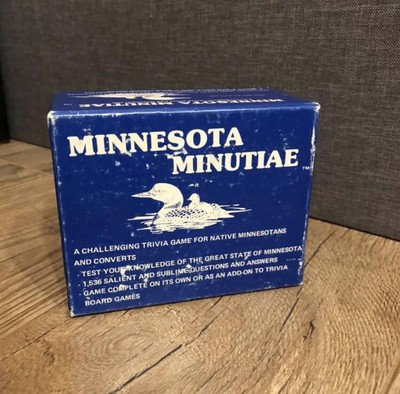 MINNESOTA
MINUTIAE
MINNESOTA
MINUTIAE™
A CHALLENGING TRIVIA GAME FOR NATIVE MINNESOTANS
AND CONVERTS
· TEST YOUR KNOWLEDGE OF THE GREAT STATE OF MINNESOTA
· 1,536 SALIENT AND SUBLIME QUESTIONS AND ANSWERS
· GAME COMPLETE ON ITS OWN OR AS AN ADD-ON TO TRIVIA
BOARD GAMES